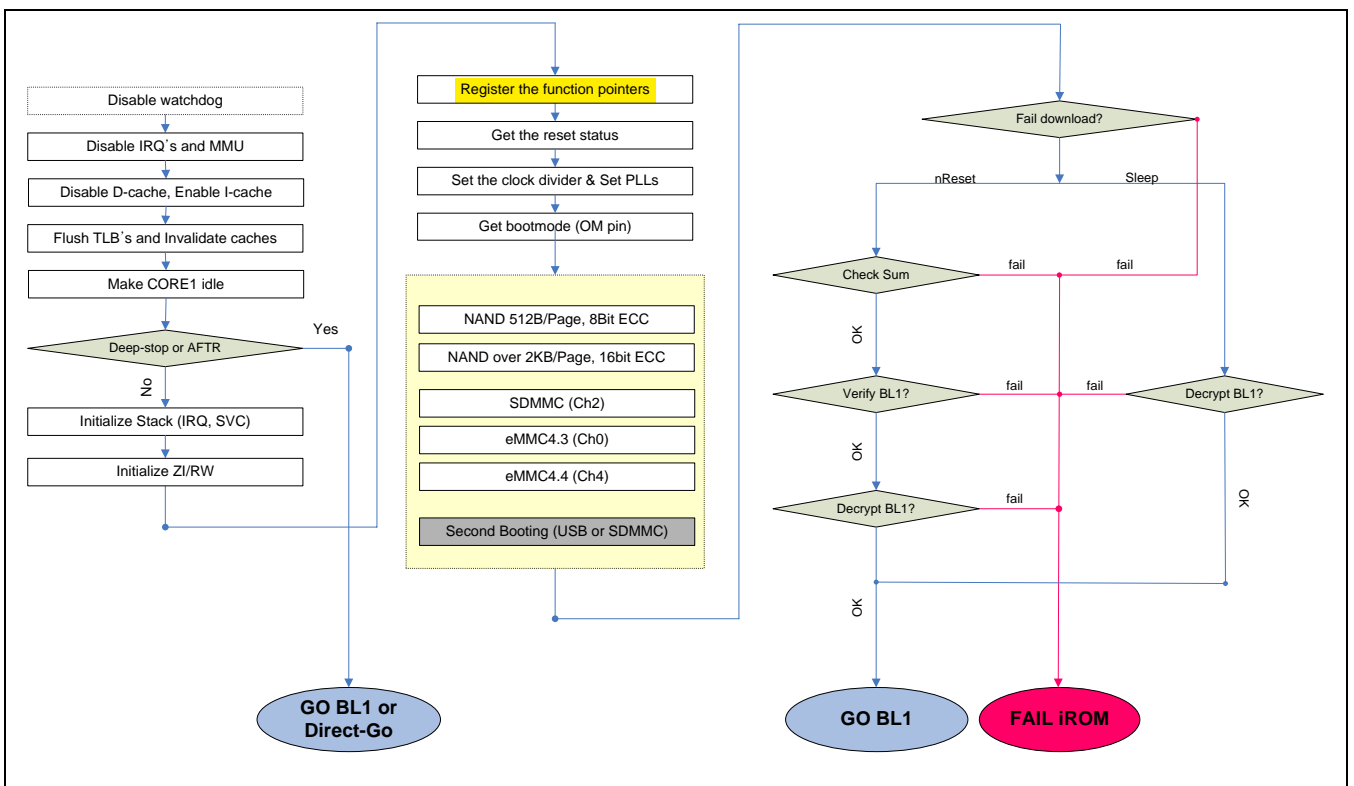 Disable watchdog
Disable IRQ´s and MMU
Disable D-cache, Enable I-cache
Flush TLB´s and Invalidate caches
Make CORE1 idle
Deep-stop or AFTR
Yes
No
Initialize Stack (IRQ, SVC)
Initialize ZI/RW
GO BL1 or
Direct-Go
Register the function pointers
Get the reset status
Set the clock divider & Set PLLs
Get bootmode (OM pin)
NAND 512B/Page, 8Bit ECC
NAND over 2KB/Page, 16bit ECC
SDMMC (Ch2)
eMMC4.3 (Ch0)
eMMC4.4 (Ch4)
Second Booting (USB or SDMMC)
Fail download?
nReset
Sleep
Check Sum
fail
fail
OK
Verify BL1?
fail
fail
Decrypt BL1?
OK
Decrypt BL1?
fail
OK
OK
GO BL1
FAIL iROM